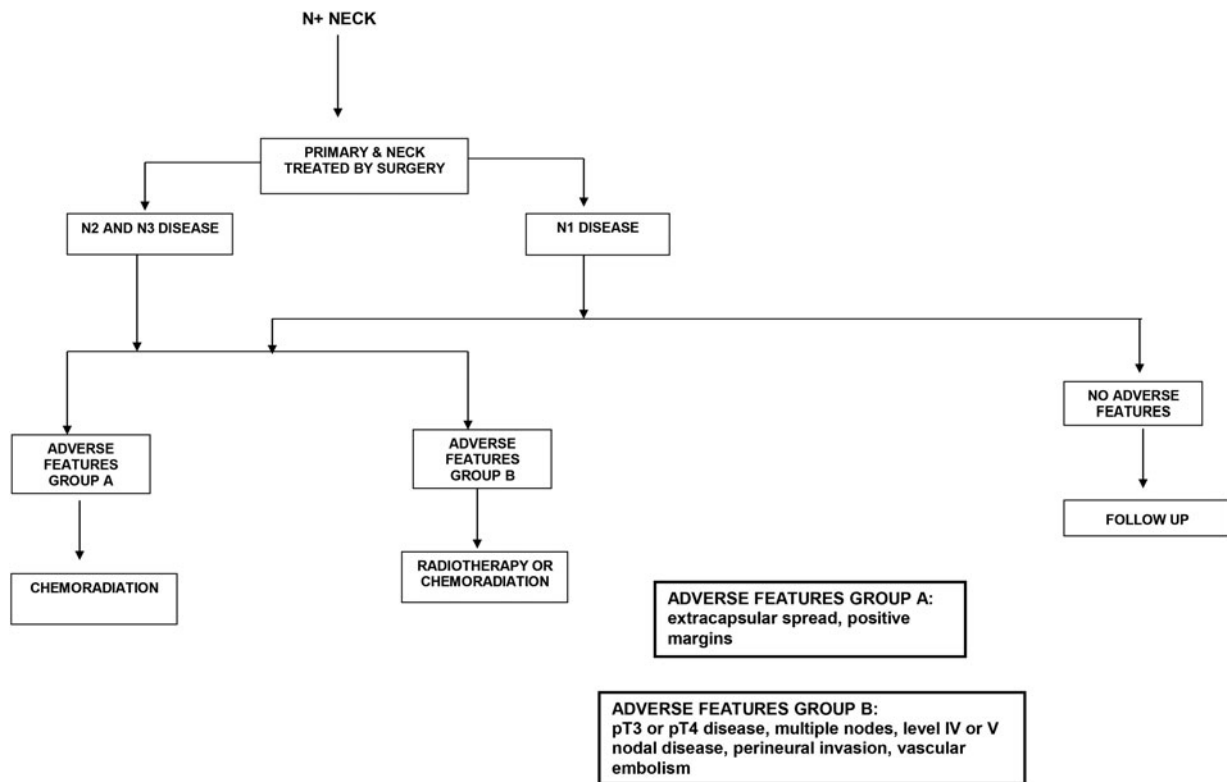 N+ NECK
PRIMARY & NECK
TREATED BY SURGERY
N2 AND N3 DISEASE
N1 DISEASE
NO ADVERSE
FEATURES
ADVERSE
FEATURES
GROUP A
ADVERSE
FEATURES
GROUP B
FOLLOW UP
CHEMORADIATION
RADIOTHERAPY OR
CHEMORADIATION
ADVERSE FEATURES GROUP A:
extracapsular spread, positive
margins
ADVERSE FEATURES GROUP B:
pT3 or pT4 disease, multiple nodes, level IV or V
nodal disease, perineural invasion, vascular
embolism